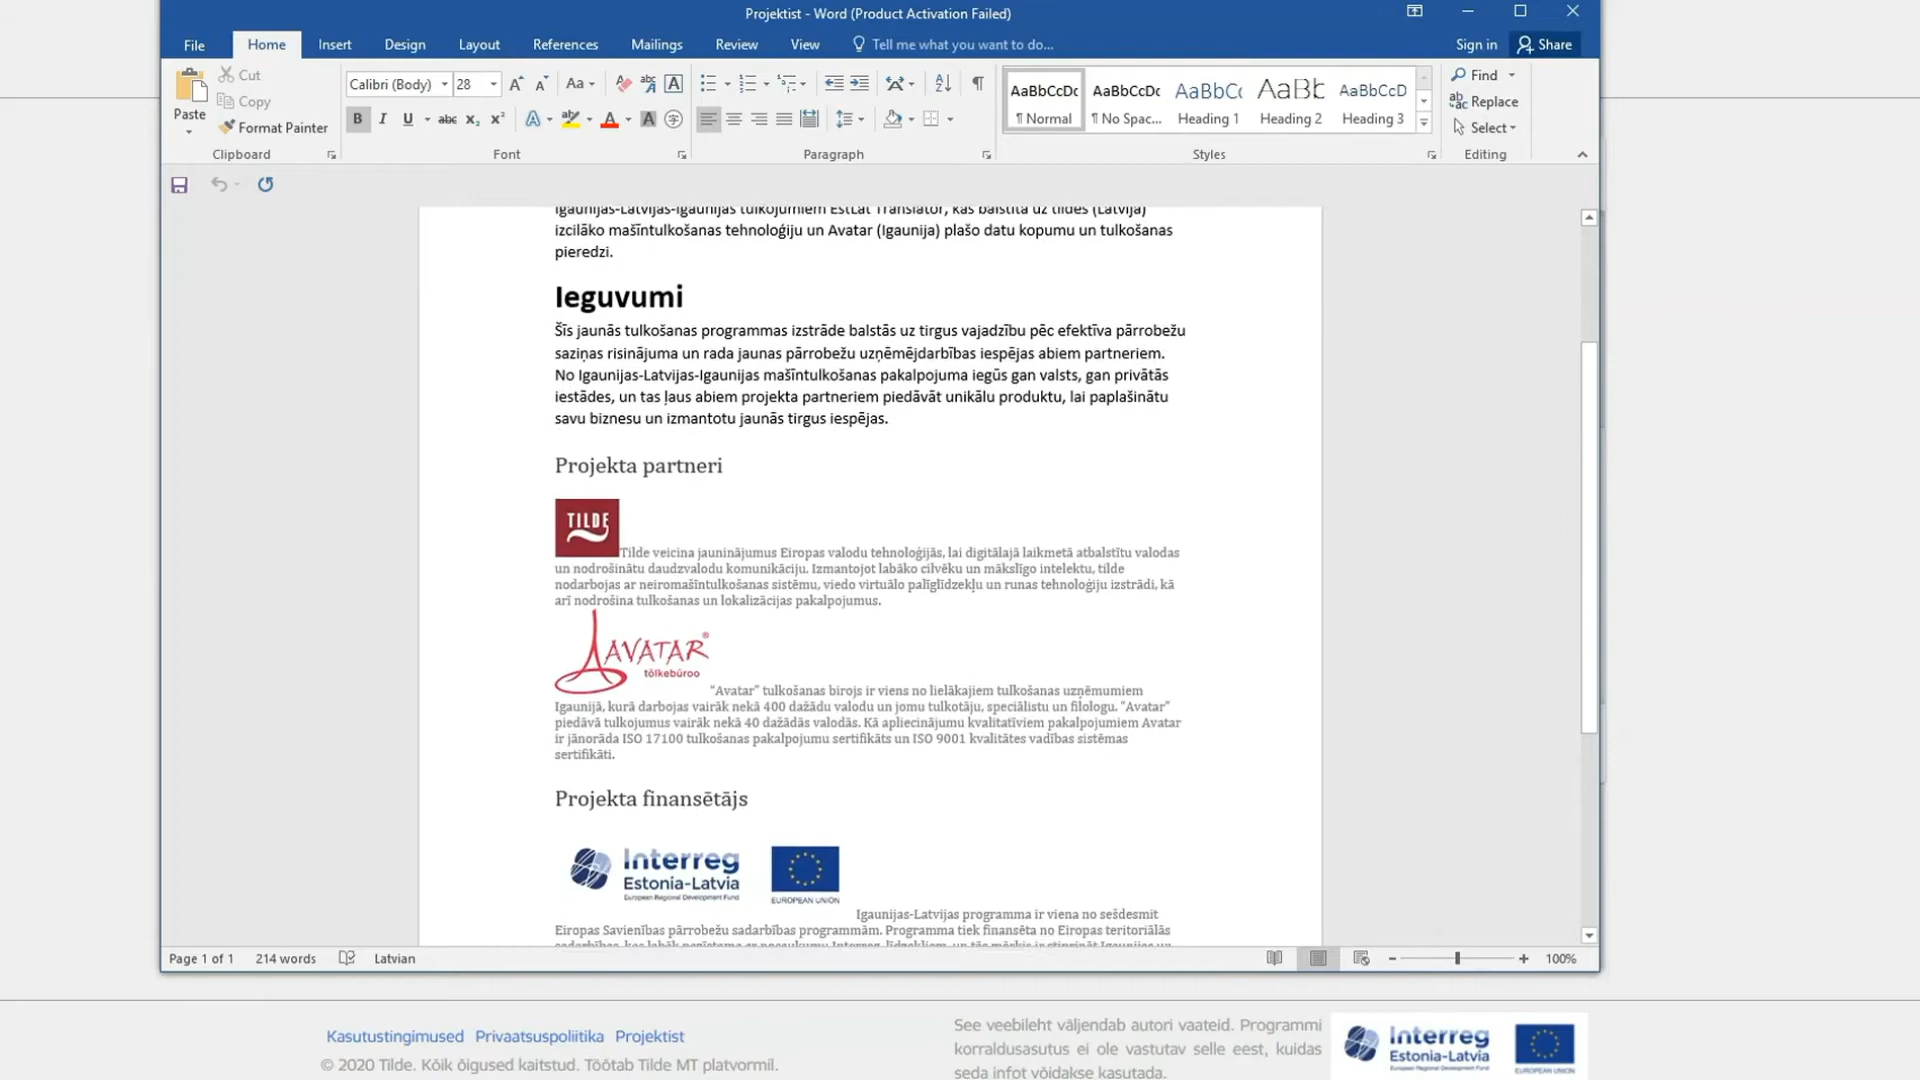 Projektist - Word (Product Activation Failed)
File Home Insert Design Layout References Mailings Review View Tell me what you want to do... Sign in Share
Paste
Cut
Copy
Format Painter
Clipboard
Calibri (Body) 28
Font
Paragraph
AaBbCcDc AaBbCcDc AaBbCc AaBb AaBbCcD
¶ Normal ¶ No Spac... Heading 1 Heading 2 Heading 3
Styles
Find
Replace
Select
Editing
Igaunijas-Latvijas-Igaunijas tulkojumiem EstLat Translator, kas balstīta uz tildes (Latvija)
izcilāko mašīntulkošanas tehnoloģiju un Avatar (Igaunija) plašo datu kopumu un tulkošanas
pieredzi.
Ieguvumi
Šīs jaunās tulkošanas programmas izstrāde balstās uz tirgus vajadzību pēc efektīva pārrobežu
saziņas risinājuma un rada jaunas pārrobežu uzņēmējdarbības iespējas abiem partneriem.
No Igaunijas-Latvijas-Igaunijas mašīntulkošanas pakalpojuma iegūs gan valsts, gan privātās
iestādes, un tas ļaus abiem projekta partneriem piedāvāt unikālu produktu, lai paplašinātu
savu biznesu un izmantotu jaunās tirgus iespējas.
Projekta partneri
TILDE
Tilde veicina jauninājumus Eiropas valodu tehnoloģijās, lai digitālajā laikmetā atbalstītu valodas
un nodrošinātu daudzvalodu komunikāciju. Izmantojot labāko cilvēku un mākslīgo intelektu, tilde
nodarbojas ar neiromašīntulkošanas sistēmu, viedo virtuālo palīglīdzekļu un runas tehnoloģiju izstrādi, kā
arī nodrošina tulkošanas un lokalizācijas pakalpojumus.
AVATAR®
tõlkebüroo
“Avatar” tulkošanas birojs ir viens no lielākajiem tulkošanas uzņēmumiem
Igaunijā, kurā darbojas vairāk nekā 400 dažādu valodu un jomu tulkotāju, speciālistu un filologu. “Avatar”
piedāvā tulkojumus vairāk nekā 40 dažādās valodās. Kā apliecinājumu kvalitatīviem pakalpojumiem Avatar
ir jānorāda ISO 17100 tulkošanas pakalpojumu sertifikāts un ISO 9001 kvalitātes vadības sistēmas
sertifikāti.
Projekta finansētājs
Interreg
Estonia-Latvia
European Regional Development Fund
EUROPEAN UNION
Igaunijas-Latvijas programma ir viena no sešdesmit
Eiropas Savienības pārrobežu sadarbības programmām. Programma tiek finansēta no Eiropas teritoriālās
Page 1 of 1 214 words Latvian 100%
Kasutustingimused Privaatsuspoliitika Projektist
© 2020 Tilde. Kõik õigused kaitstud. Töötab Tilde MT platvormil.
See veebileht väljendab autori vaateid. Programmi
korraldusasutus ei ole vastutav selle eest, kuidas
seda infot võidakse kasutada.
Interreg
Estonia-Latvia
European Regional Development Fund
EUROPEAN UNION